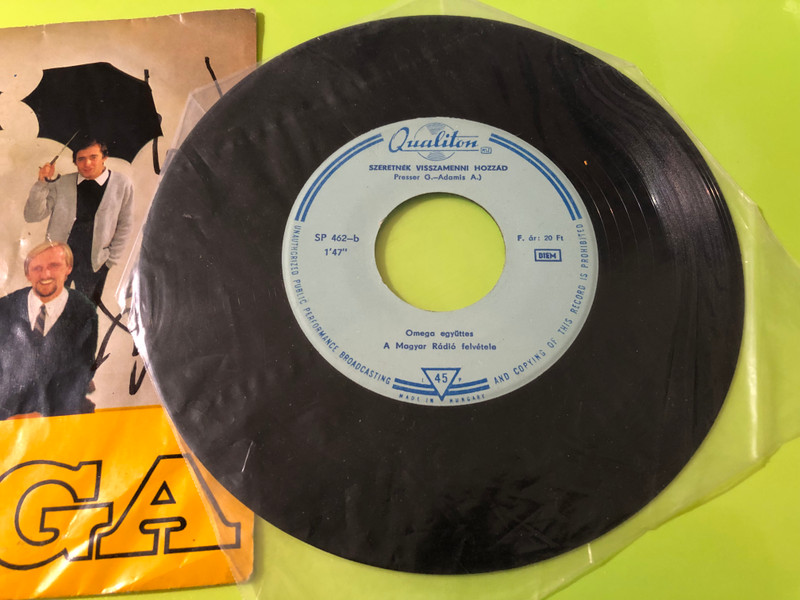 GA
Qualiton
SZERETNÉK VISSZAMENNI HOZZÁD
Presser G.–Adamis A.)
SP 462–b
1'47"
F. ár: 20 Ft
BIEM
Omega együttes
A Magyar Rádió felvétele
UNAUTHORIZED PUBLIC PERFORMANCE BROADCASTING AND COPYING OF THIS RECORD IS PROHIBITED
45
MADE IN HUNGARY